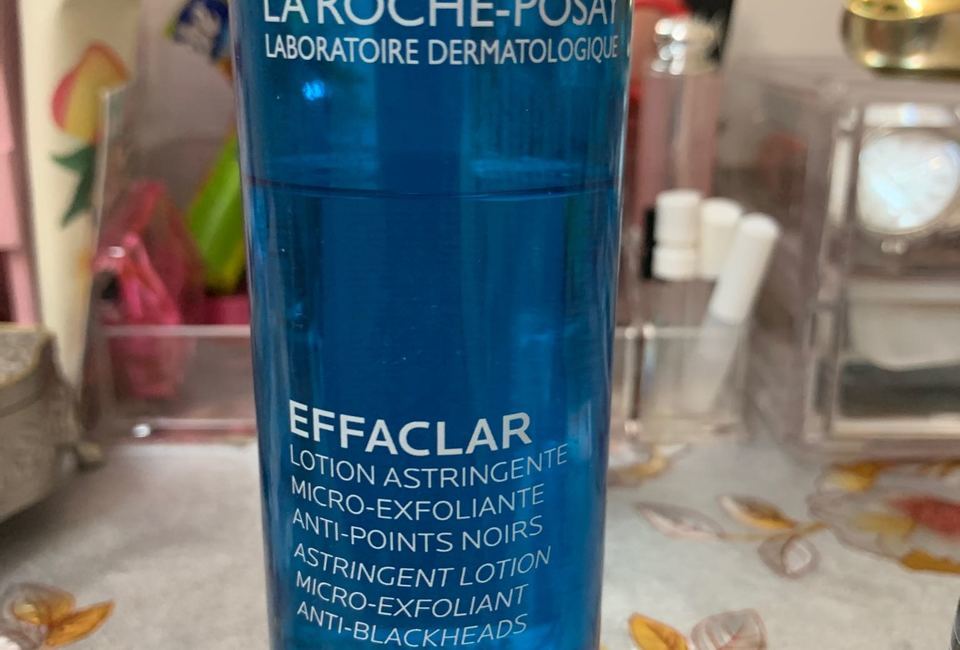 LA ROCHE-POSAY
LABORATOIRE DERMATOLOGIQUE
EFFACLAR
LOTION ASTRINGENTE
MICRO-EXFOLIANTE
ANTI-POINTS NOIRS
ASTRINGENT LOTION
MICRO-EXFOLIANT
ANTI-BLACKHEADS